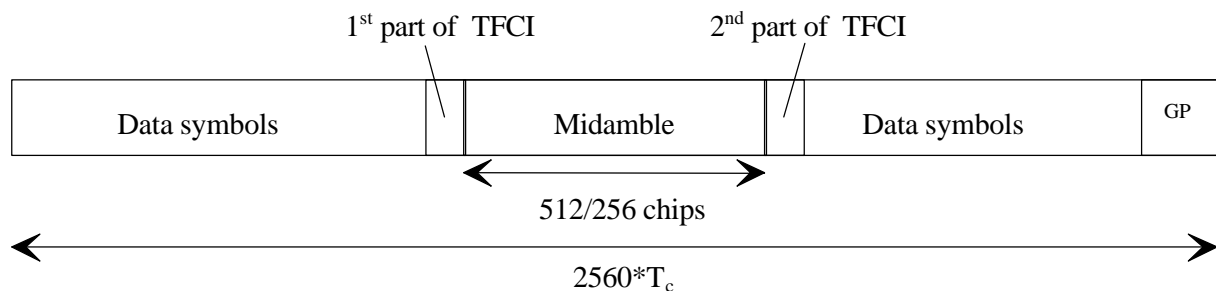 1st part of TFCI
2nd part of TFCI
Data symbols
Midamble
Data symbols
GP
512/256 chips
2560*Tc